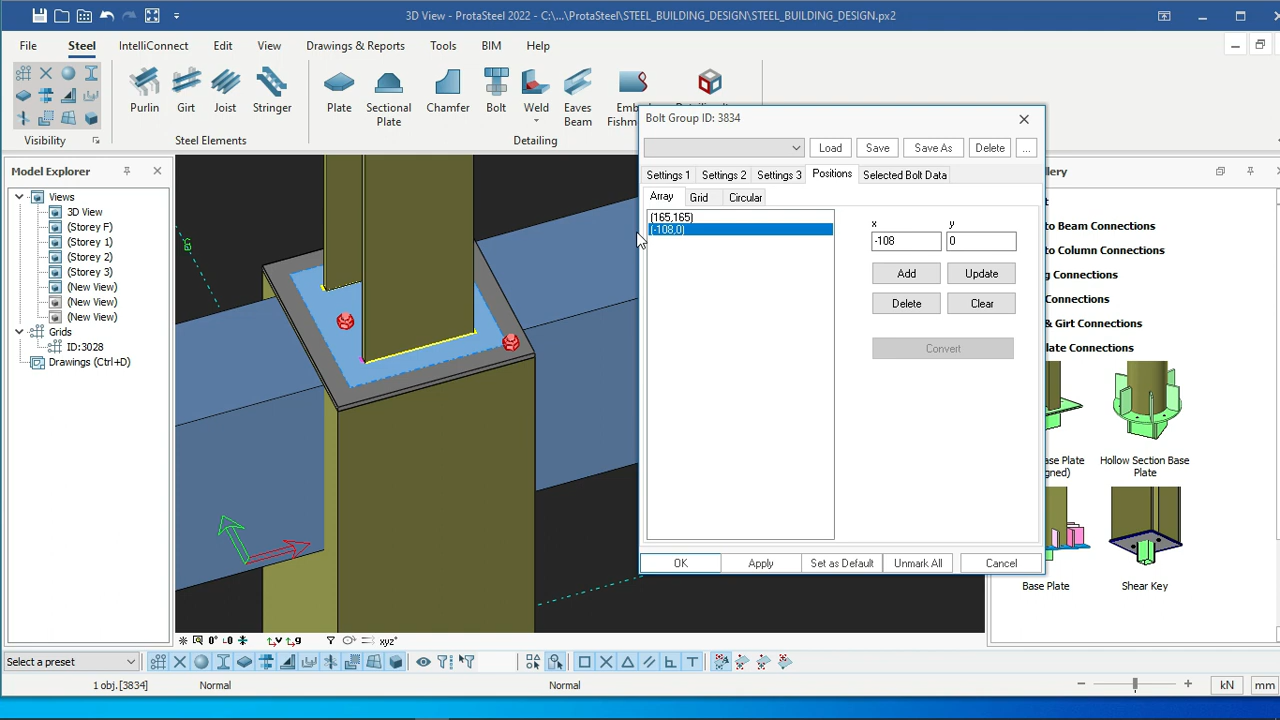 3D View - ProtaSteel 2022 - C:\...\ProtaSteel\STEEL_BUILDING_DESIGN\STEEL_BUILDING_DESIGN.px2
File Steel IntelliConnect Edit View Drawings & Reports Tools BIM Help
Purlin Girt Joist Stringer Plate Sectional Plate Chamfer Bolt Weld Eaves Beam
Visibility Steel Elements Detailing
Bolt Group ID: 3834
Load Save Save As Delete ...
Settings 1 Settings 2 Settings 3 Positions Selected Bolt Data
Array Grid Circular
(165,165)
(-108,0)
x y
-108 0
Add Update
Delete Clear
Convert
OK Apply Set as Default Unmark All Cancel
Model Explorer
Views
3D View
(Storey F)
(Storey 1)
(Storey 2)
(Storey 3)
(New View)
(New View)
(New View)
Grids
ID:3028
Drawings (Ctrl+D)
to Beam Connections
to Column Connections
Connections
& Girt Connections
Connections
Hollow Section Base Plate
Base Plate
Shear Key
xyz
Select a preset
1 obj.[3834] Normal Normal kN mm